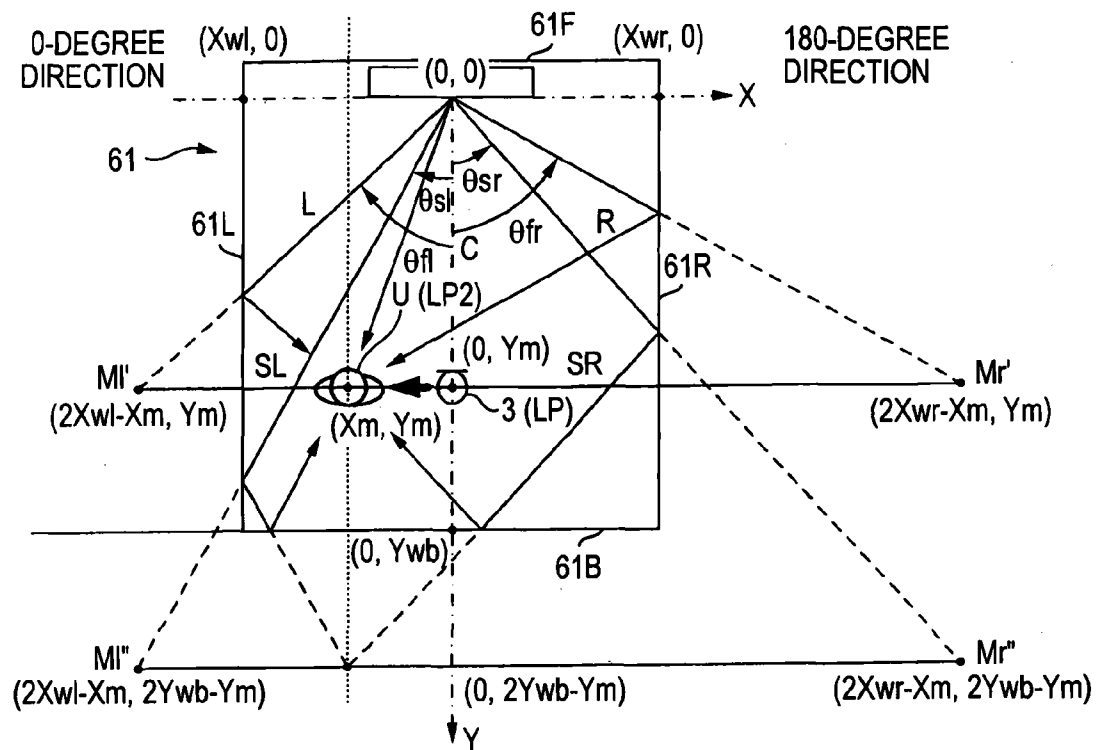 0-DEGREE
DIRECTION
(Xwl, 0)
61F
(Xwr, 0)
180-DEGREE
DIRECTION
(0, 0)
X
61
θsl
θsr
L
R
61L
θfl
C
θfr
61R
U (LP2)
(0, Ym)
SL
SR
Ml'
Mr'
(2Xwl-Xm, Ym)
(Xm, Ym)
3 (LP)
(2Xwr-Xm, Ym)
(0, Ywb)
61B
Ml"
Mr"
(2Xwl-Xm, 2Ywb-Ym)
(0, 2Ywb-Ym)
(2Xwr-Xm, 2Ywb-Ym)
Y